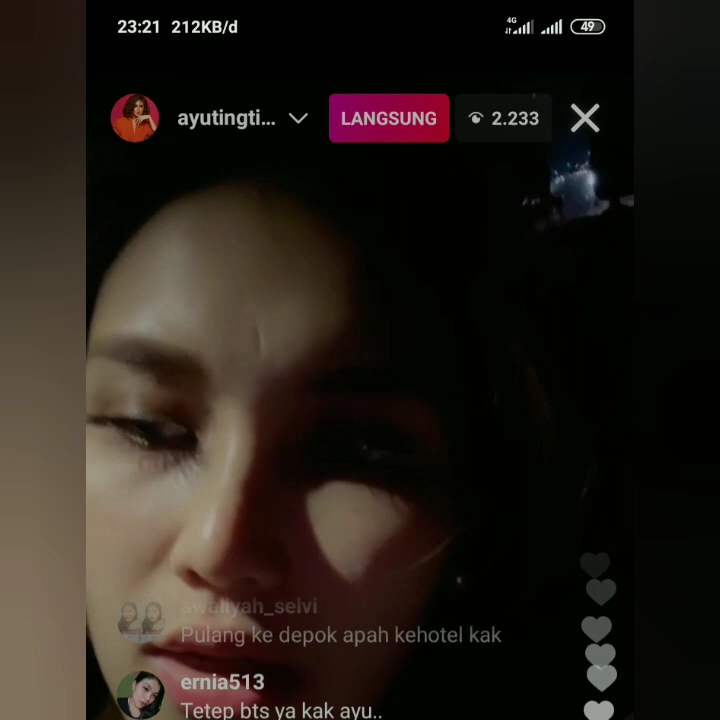 23:21 212KB/d 4G 49
ayutingti... LANGSUNG 2.233
awaliyah_selvi
Pulang ke depok apah kehotel kak
ernia513
Tetep bts ya kak ayu..